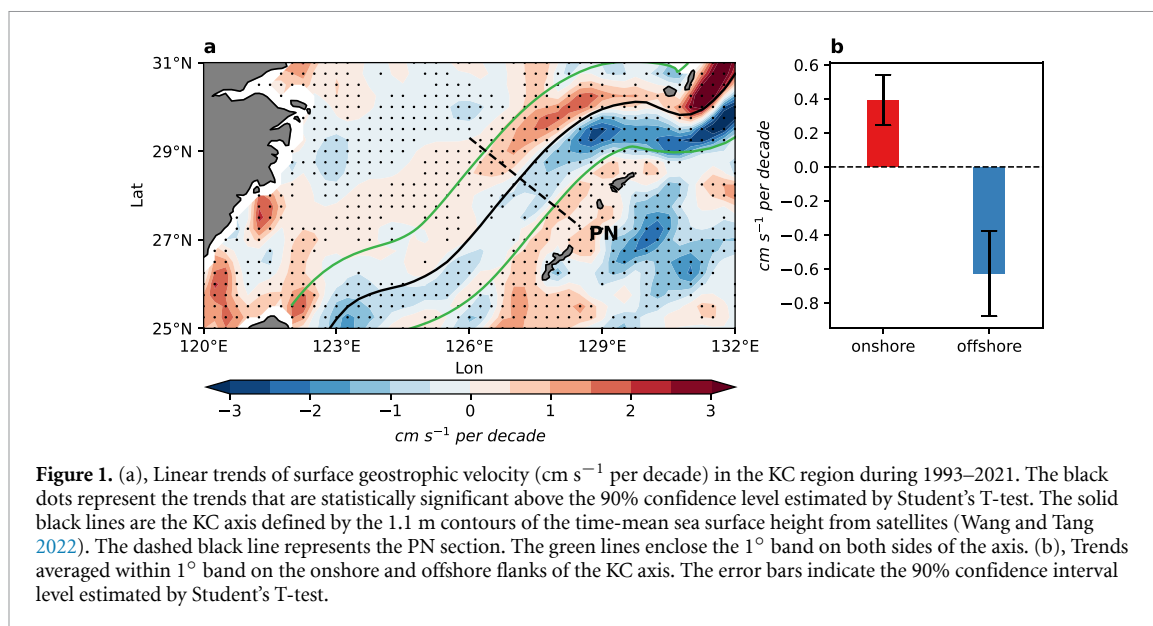 a
b
31°N
29°N
27°N
25°N
Lat
120°E
123°E
126°E
129°E
132°E
Lon
PN
−3
−2
−1
0
1
2
3
cm s⁻¹ per decade
0.6
0.4
0.2
0.0
−0.2
−0.4
−0.6
−0.8
cm s⁻¹ per decade
onshore
offshore
Figure 1. (a), Linear trends of surface geostrophic velocity (cm s⁻¹ per decade) in the KC region during 1993–2021. The black
dots represent the trends that are statistically significant above the 90% confidence level estimated by Student’s T-test. The solid
black lines are the KC axis defined by the 1.1 m contours of the time-mean sea surface height from satellites (Wang and Tang
2022). The dashed black line represents the PN section. The green lines enclose the 1° band on both sides of the axis. (b), Trends
averaged within 1° band on the onshore and offshore flanks of the KC axis. The error bars indicate the 90% confidence interval
level estimated by Student’s T-test.